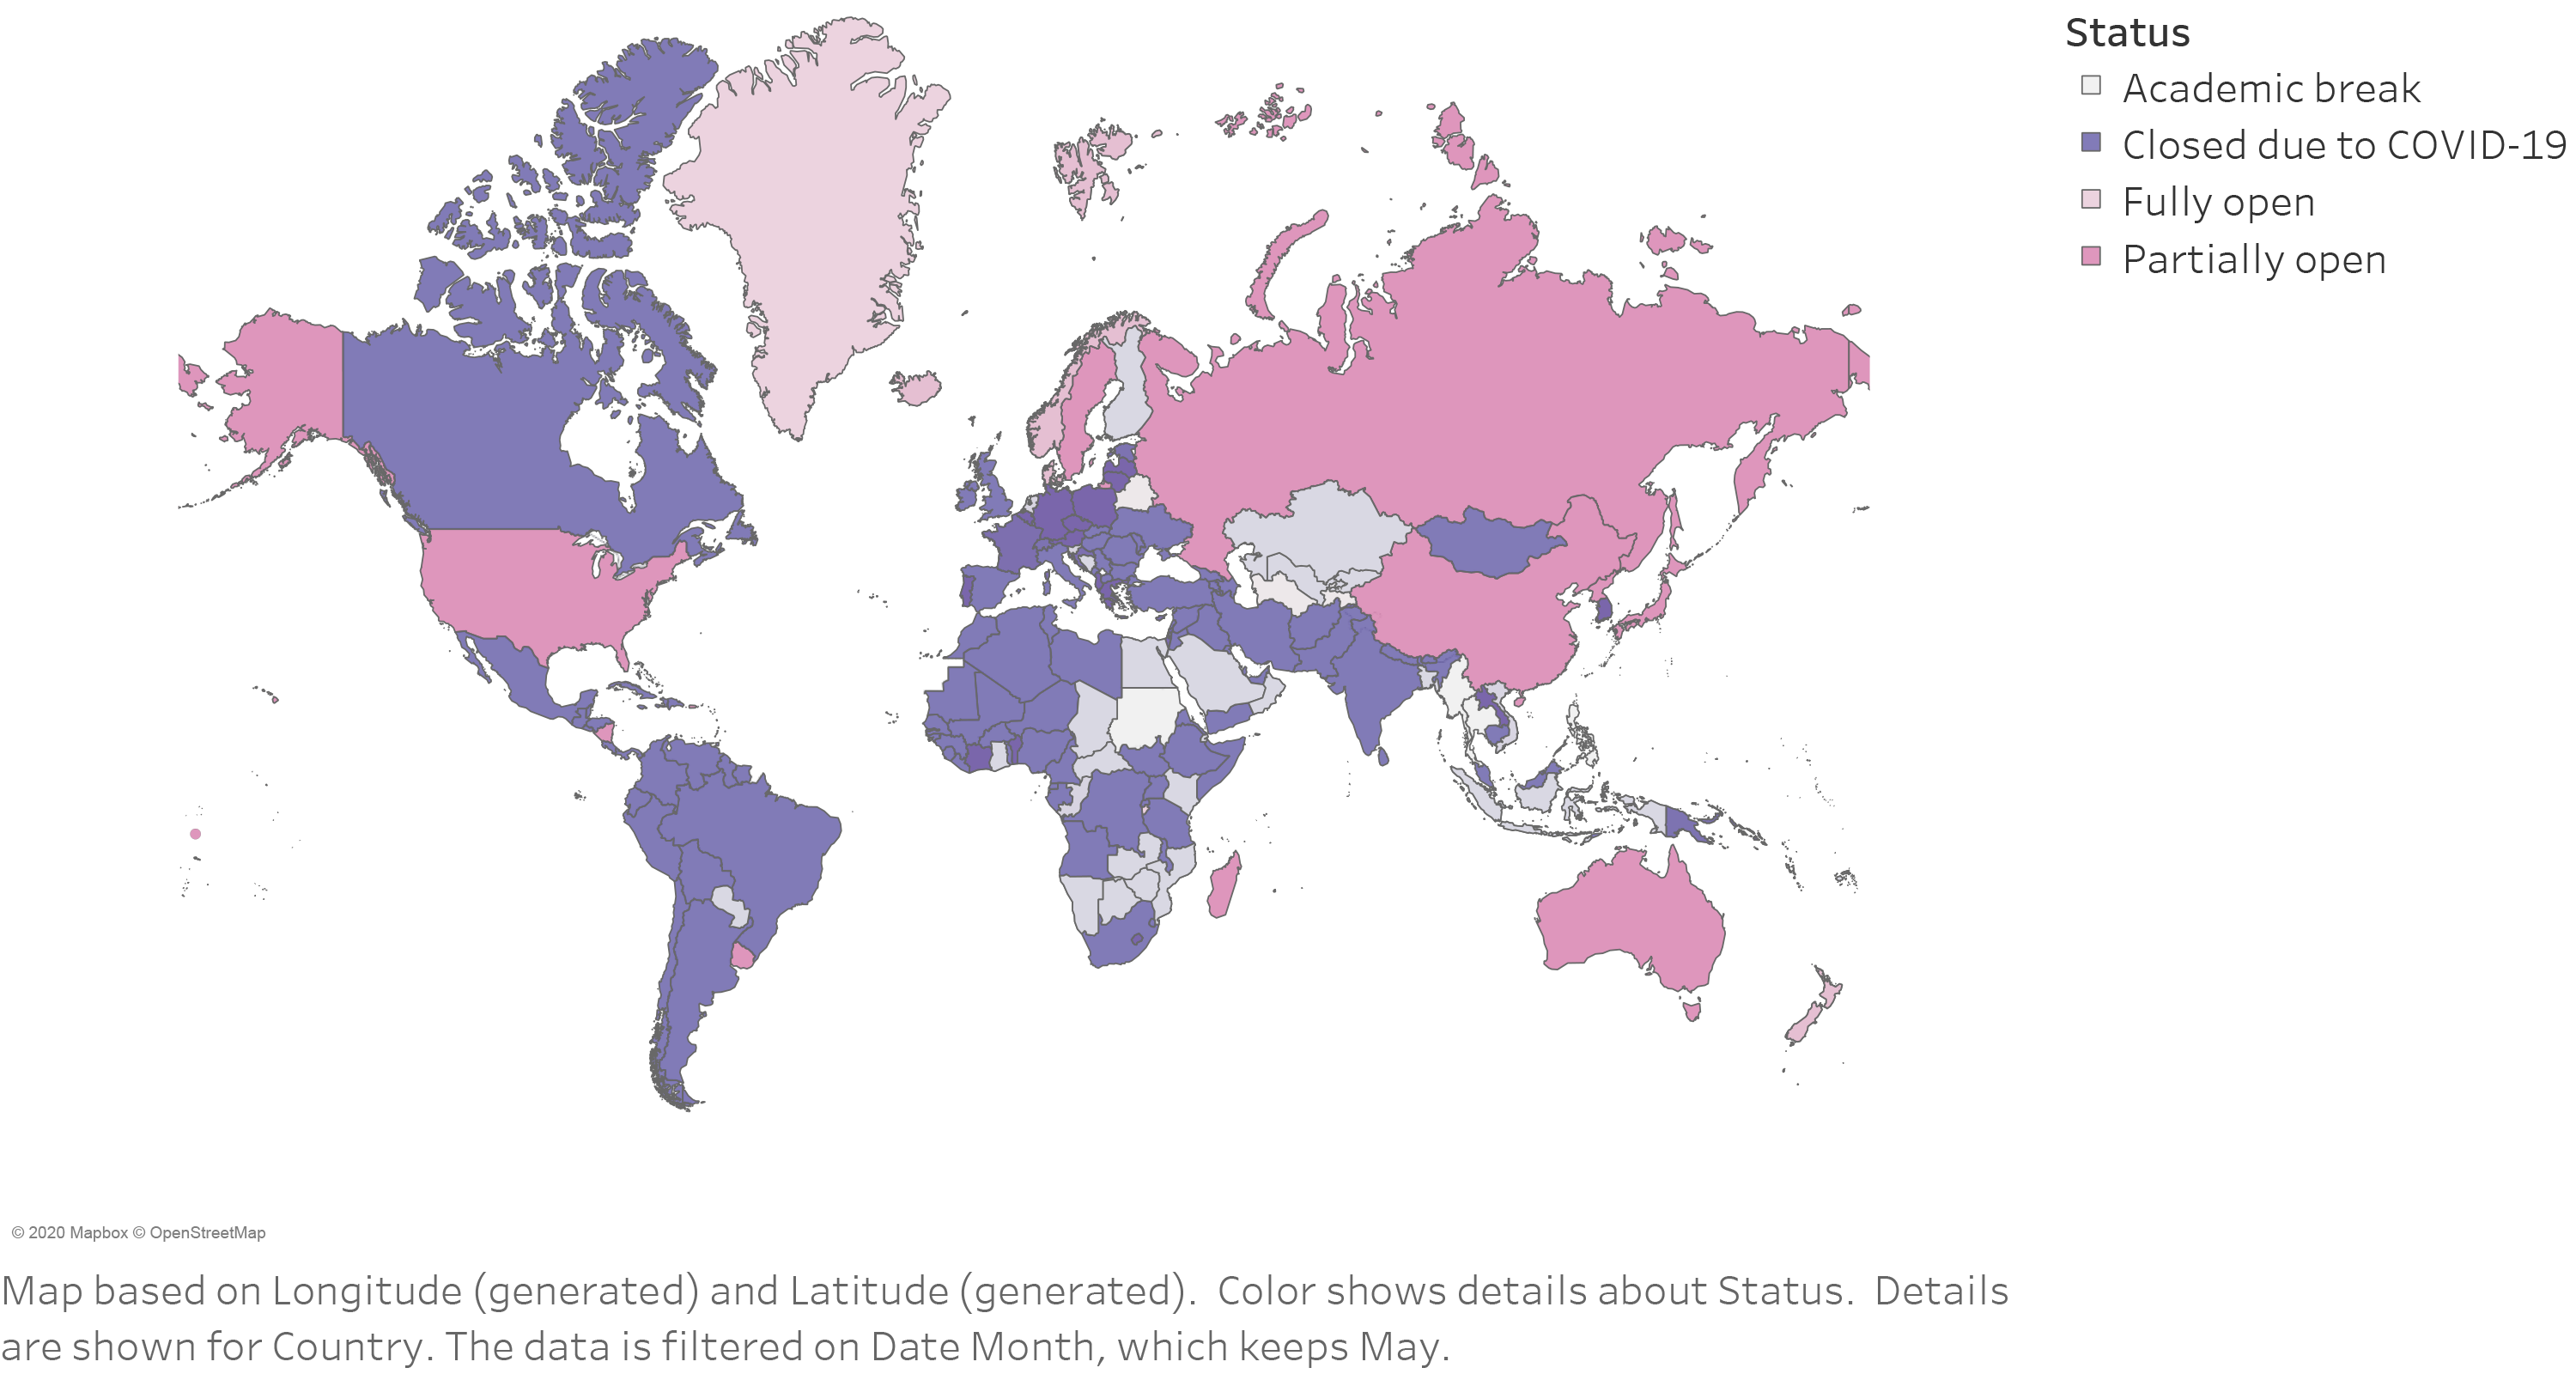 Status
Academic break
Closed due to COVID-19
Fully open
Partially open
© 2020 Mapbox © OpenStreetMap
Map based on Longitude (generated) and Latitude (generated).  Color shows details about Status.  Details
are shown for Country. The data is filtered on Date Month, which keeps May.